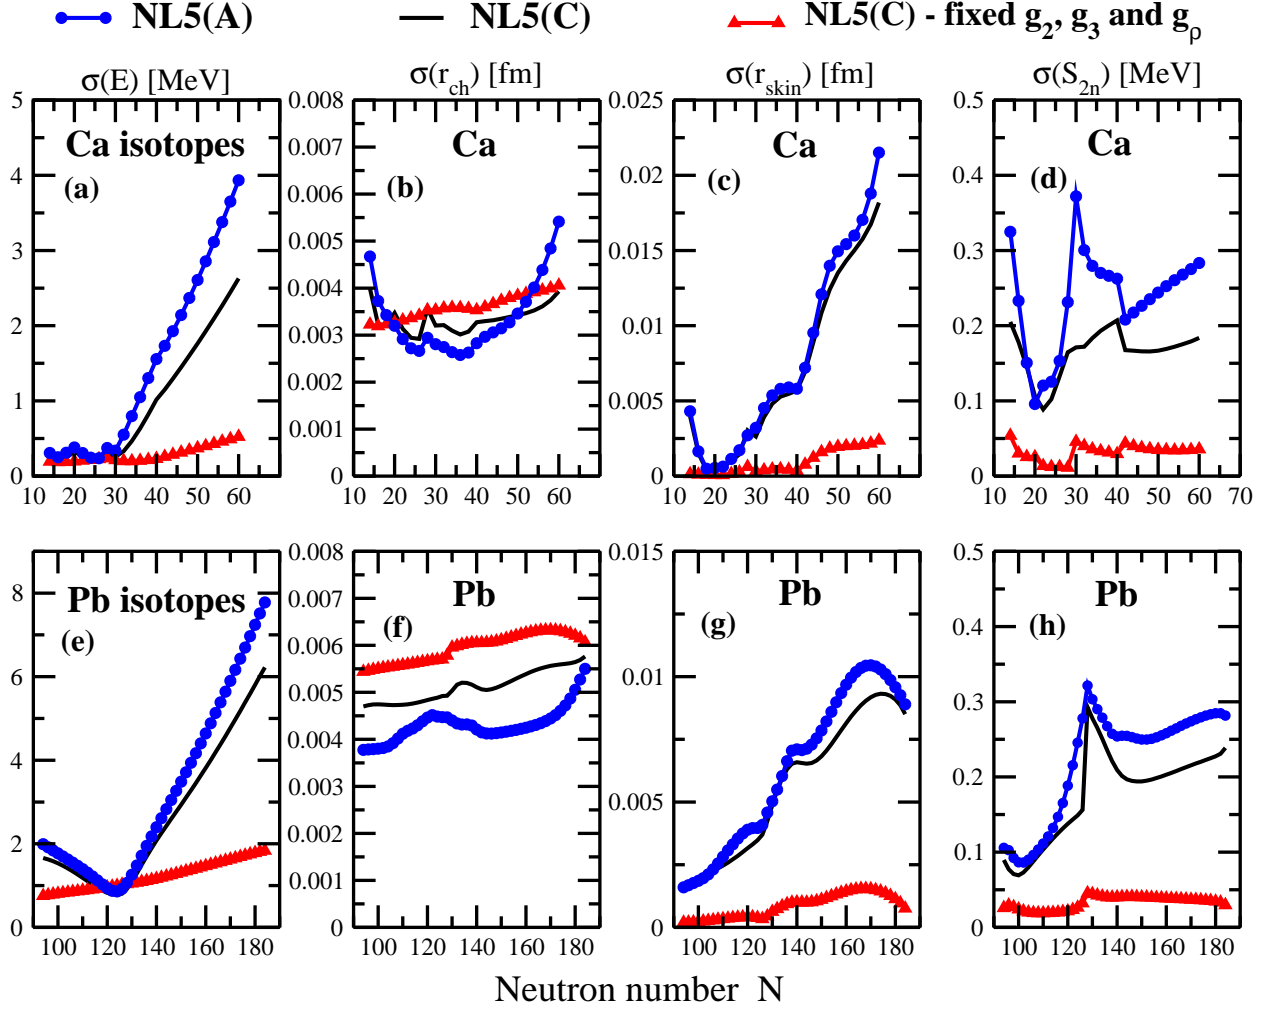 NL5(A) NL5(C) NL5(C) - fixed g2, g3 and gρ
σ(E) [MeV] σ(rch) [fm] σ(rskin) [fm] σ(S2n) [MeV]
5 0.008 0.025 0.5
Ca isotopes Ca Ca Ca
0.007
4 0.006 0.020 0.4
(a) (b) (c) (d)
3 0.005 0.015 0.3
0.004
2 0.003 0.010 0.2
0.002
1 0.001 0.005 0.1
0 0 0 0
10 20 30 40 50 60 10 20 30 40 50 60 10 20 30 40 50 60 10 20 30 40 50 60 70
0.008 0.015 0.5
8 Pb isotopes Pb Pb Pb
0.007
(e) (f) (g) (h)
6 0.006 0.010 0.4
0.005 0.3
4 0.004
0.003 0.005 0.2
2 0.002
0.001 0.1
0 0 0 0
100 120 140 160 180 100 120 140 160 180 100 120 140 160 180 100 120 140 160 180
Neutron number N